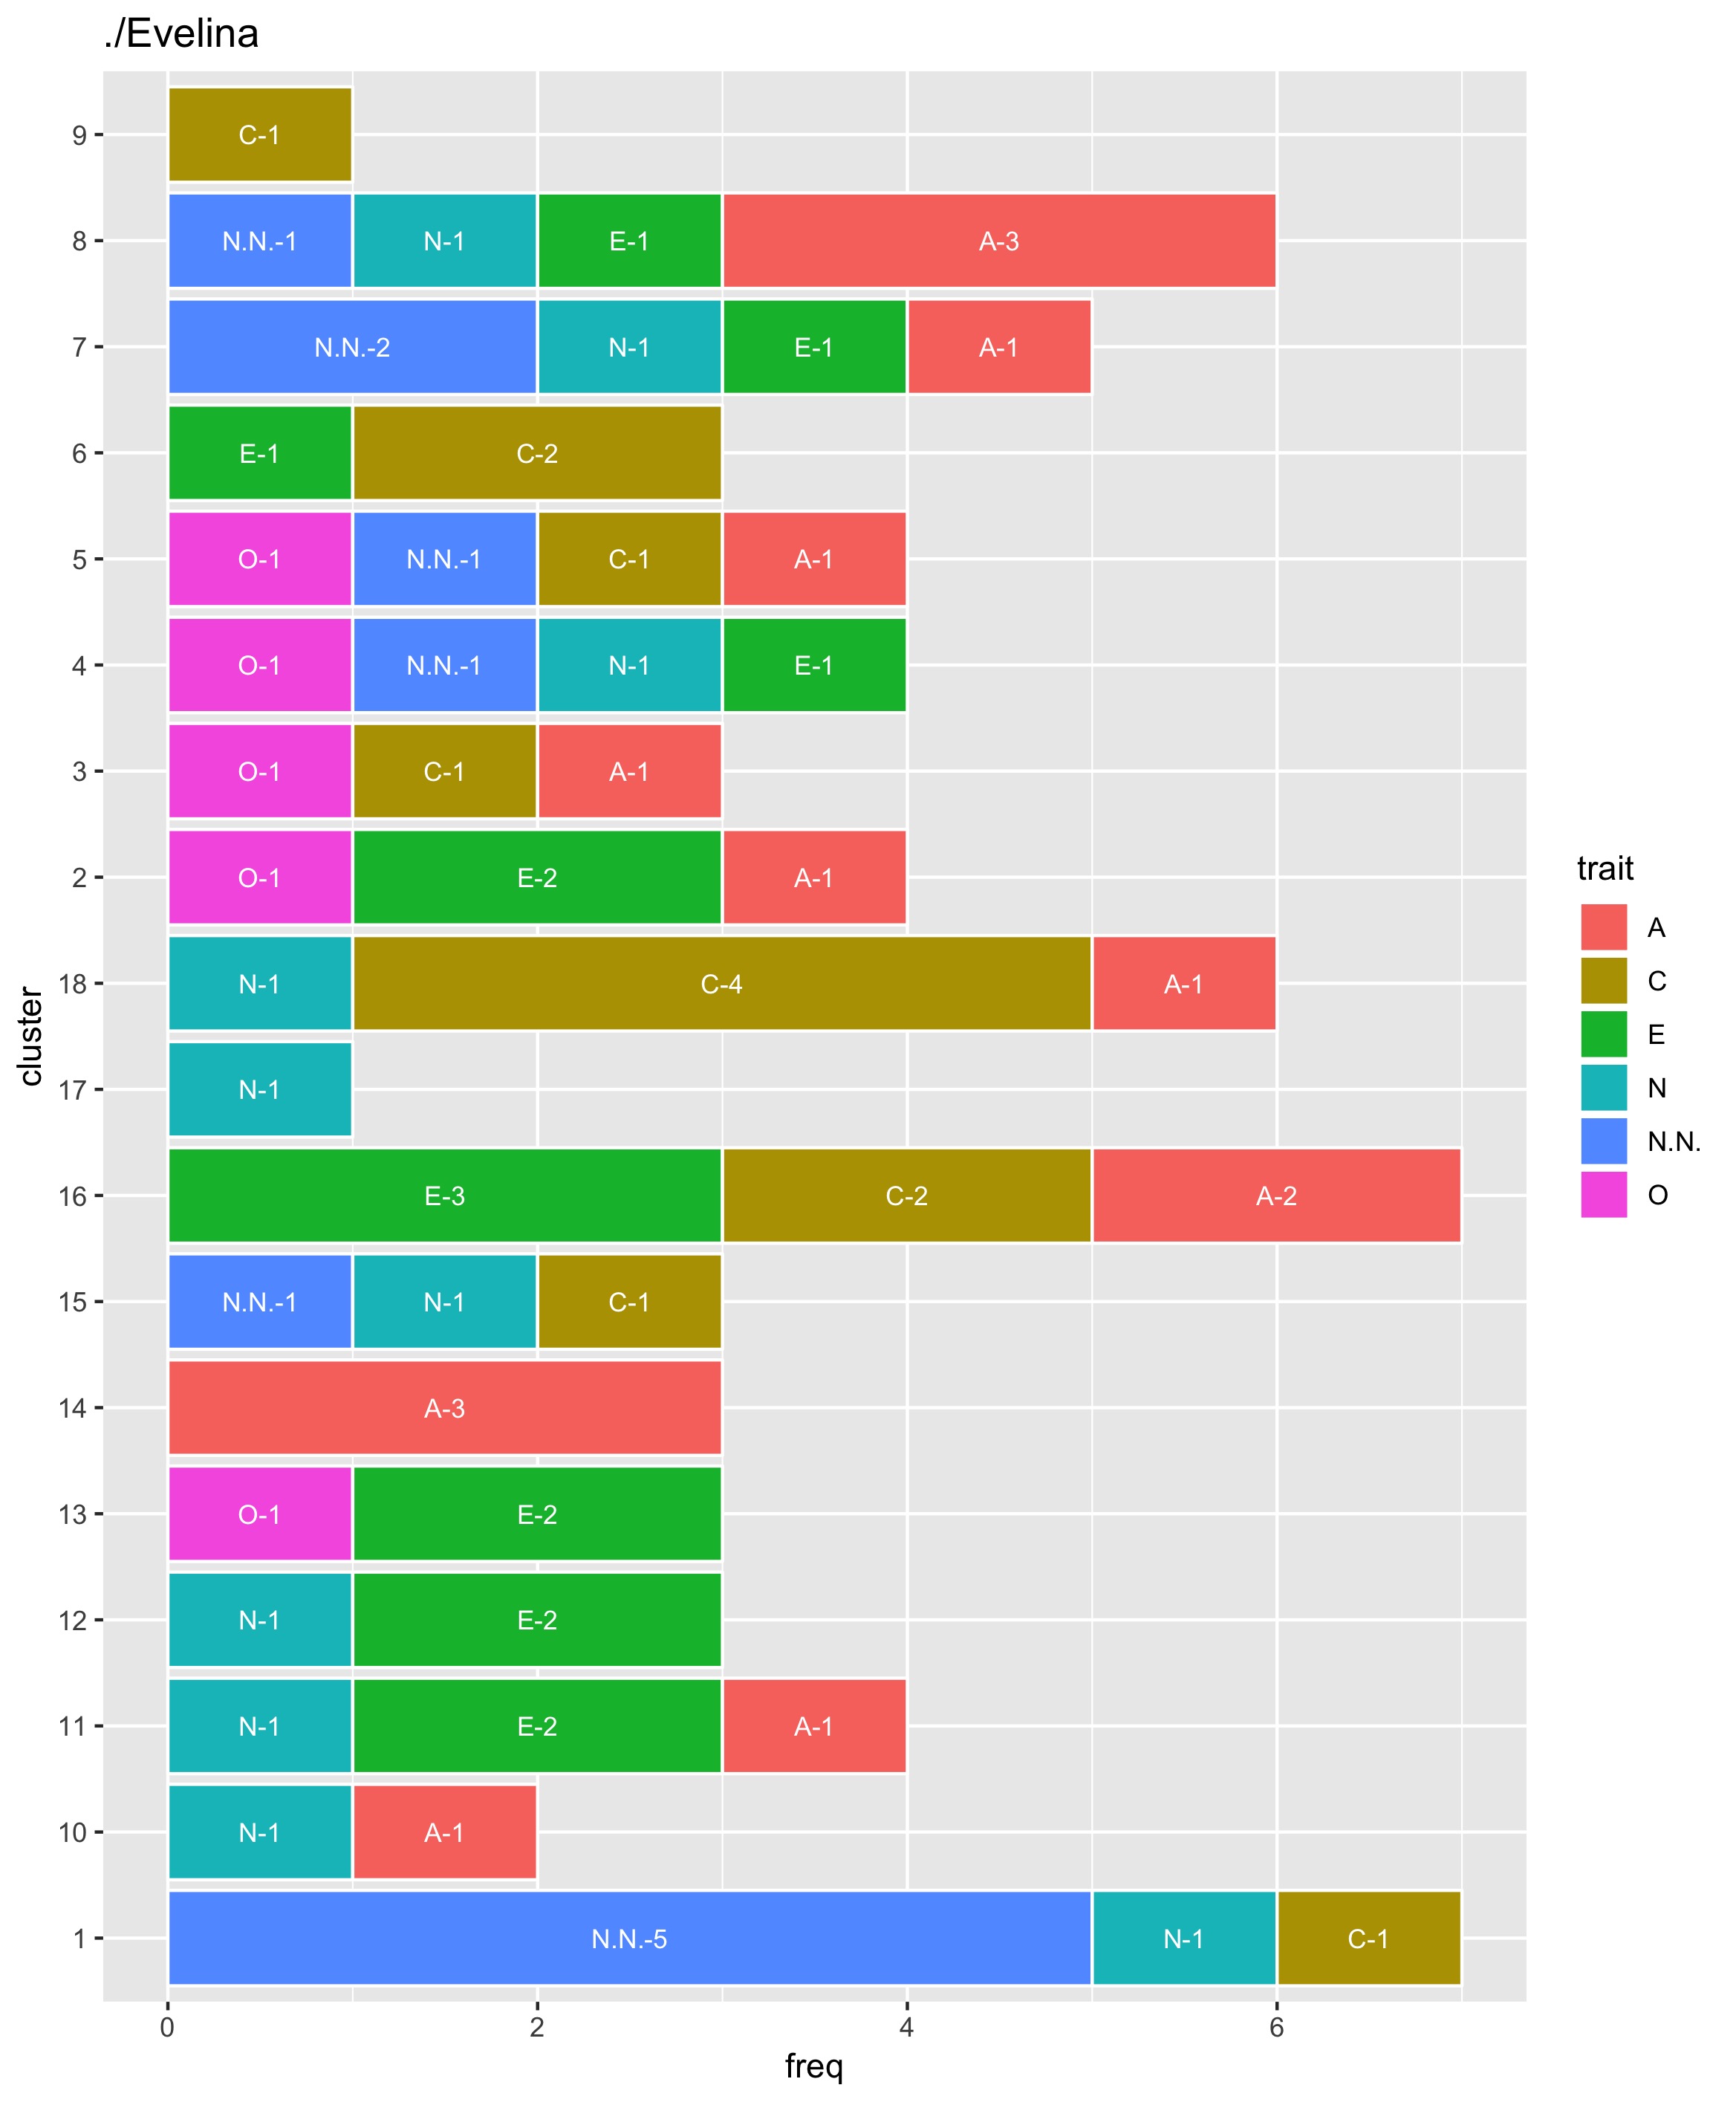 ./Evelina
9 C-1
8 N.N.-1 N-1 E-1 A-3
7 N.N.-2 N-1 E-1 A-1
6 E-1 C-2
5 O-1 N.N.-1 C-1 A-1
4 O-1 N.N.-1 N-1 E-1
3 O-1 C-1 A-1
2 O-1 E-2 A-1
18 N-1 C-4 A-1
17 N-1
16 E-3 C-2 A-2
15 N.N.-1 N-1 C-1
14 A-3
13 O-1 E-2
12 N-1 E-2
11 N-1 E-2 A-1
10 N-1 A-1
1 N.N.-5 N-1 C-1
0 2 4 6
freq
cluster
trait
A
C
E
N
N.N.
O